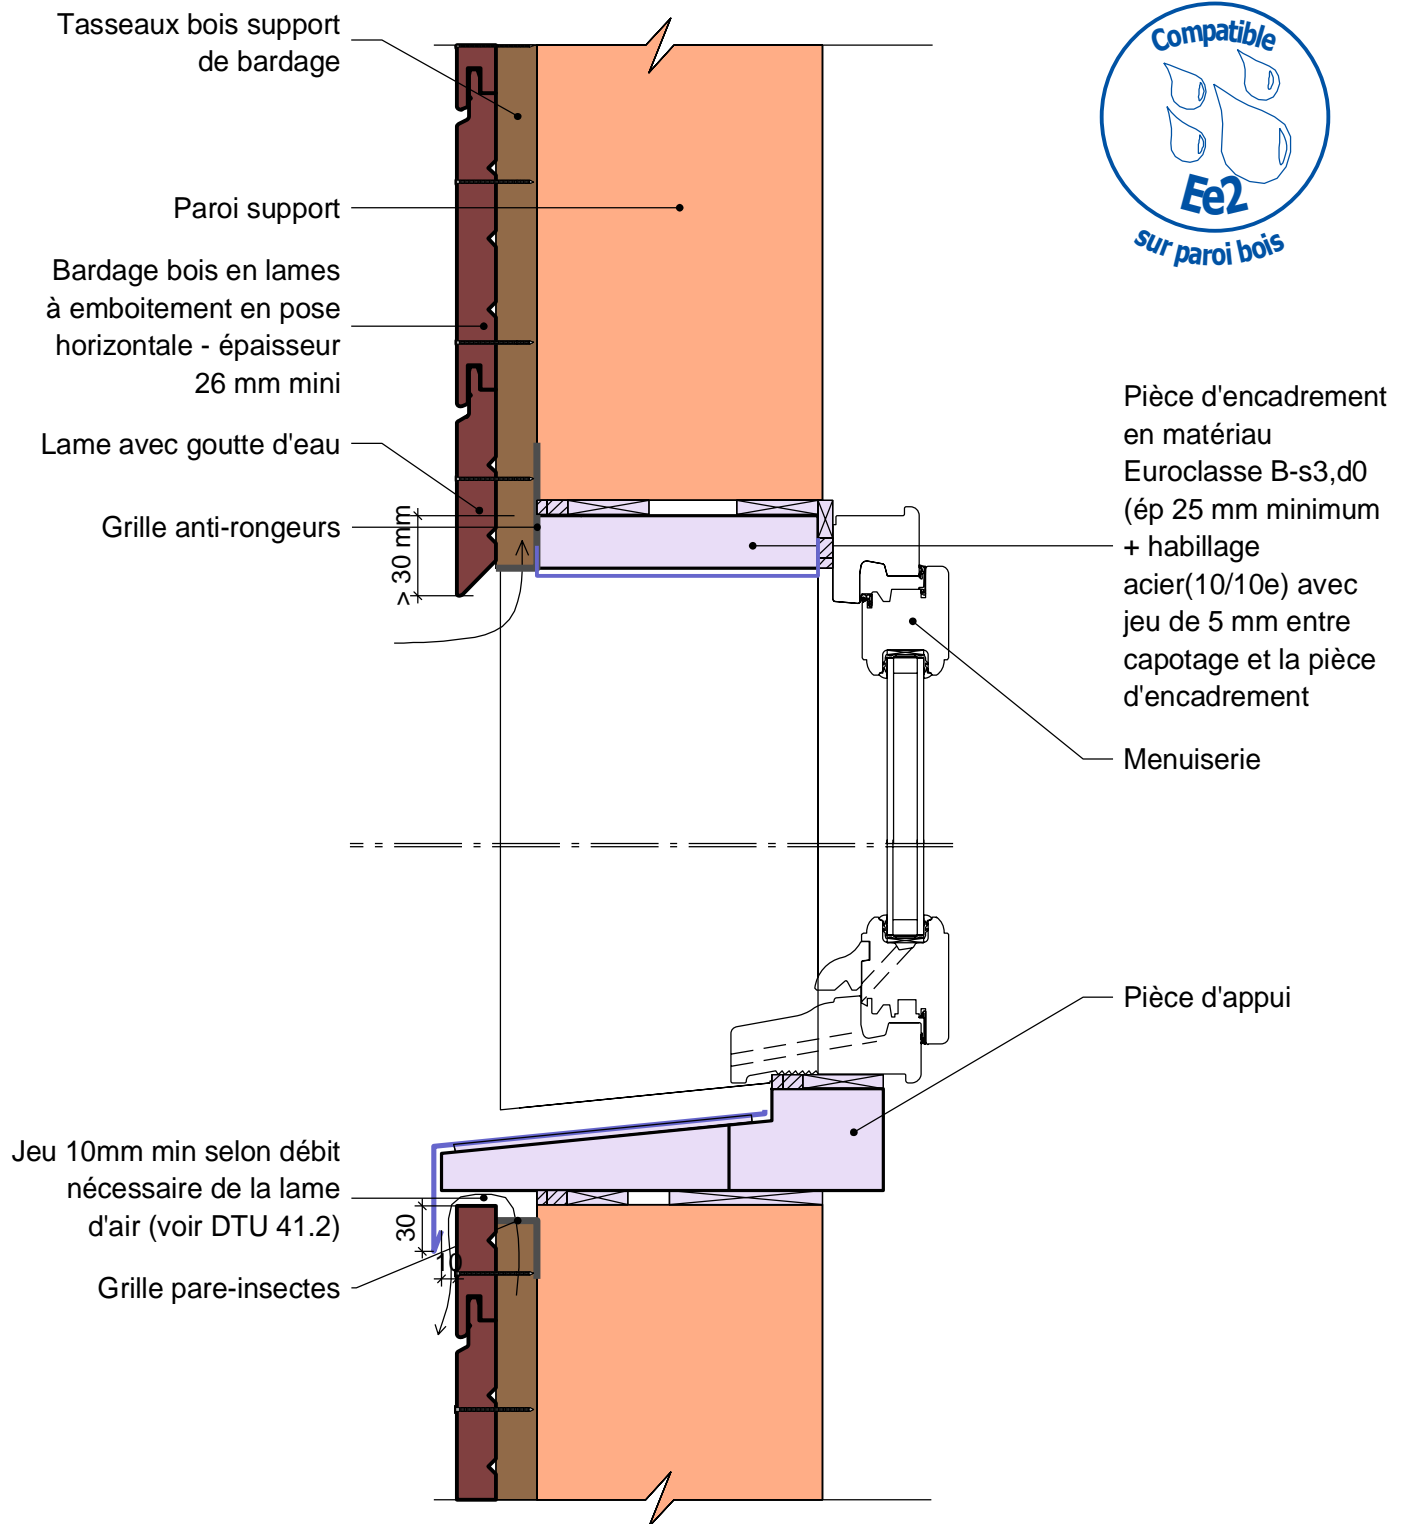 Tasseaux bois support
de bardage
Paroi support
Bardage bois en lames
à emboitement en pose
horizontale - épaisseur
26 mm mini
Lame avec goutte d'eau
Grille anti-rongeurs
> 30 mm
Compatible
Ee2
sur paroi bois
Pièce d'encadrement
en matériau
Euroclasse B-s3,d0
(ép 25 mm minimum
+ habillage
acier(10/10e) avec
jeu de 5 mm entre
capotage et la pièce
d'encadrement
Menuiserie
Pièce d'appui
Jeu 10mm min selon débit
nécessaire de la lame
d'air (voir DTU 41.2)
30
10
Grille pare-insectes